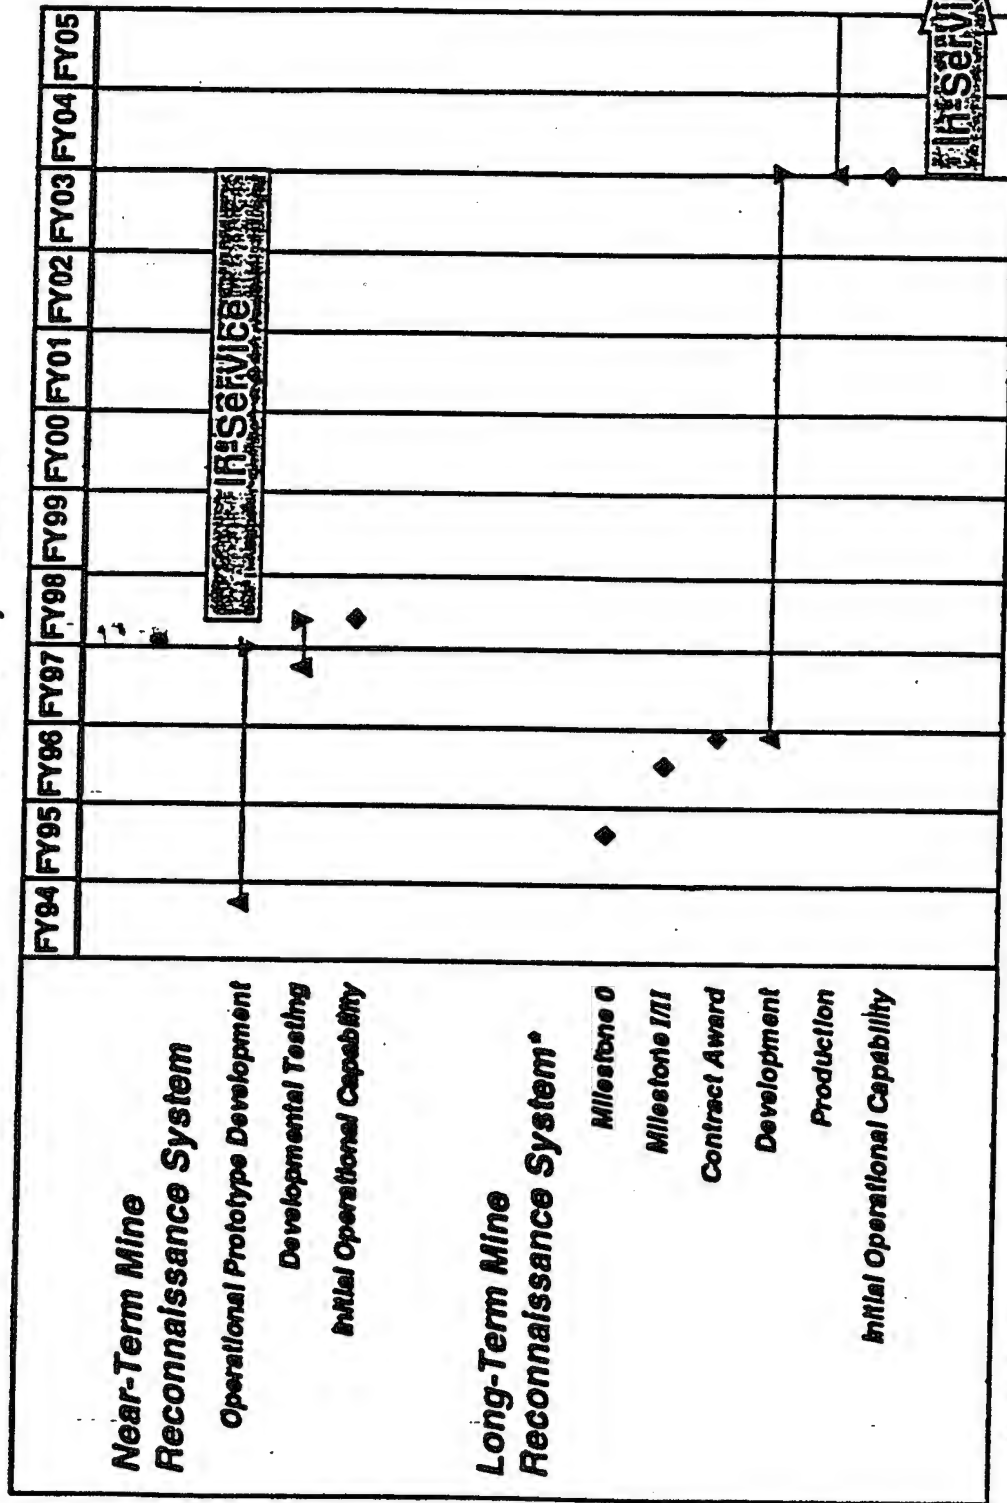 FY94 FY95 FY96 FY97 FY98 FY99 FY00 FY01 FY02 FY03 FY04 FY05
Near-Term Mine
Reconnaissance System
Operational Prototype Development
In-Service
Developmental Testing
Initial Operational Capability
Long-Term Mine
Reconnaissance System*
Milestone 0
Milestone I/II
Contract Award
Development
Production
Initial Operational Capability
In-Servi